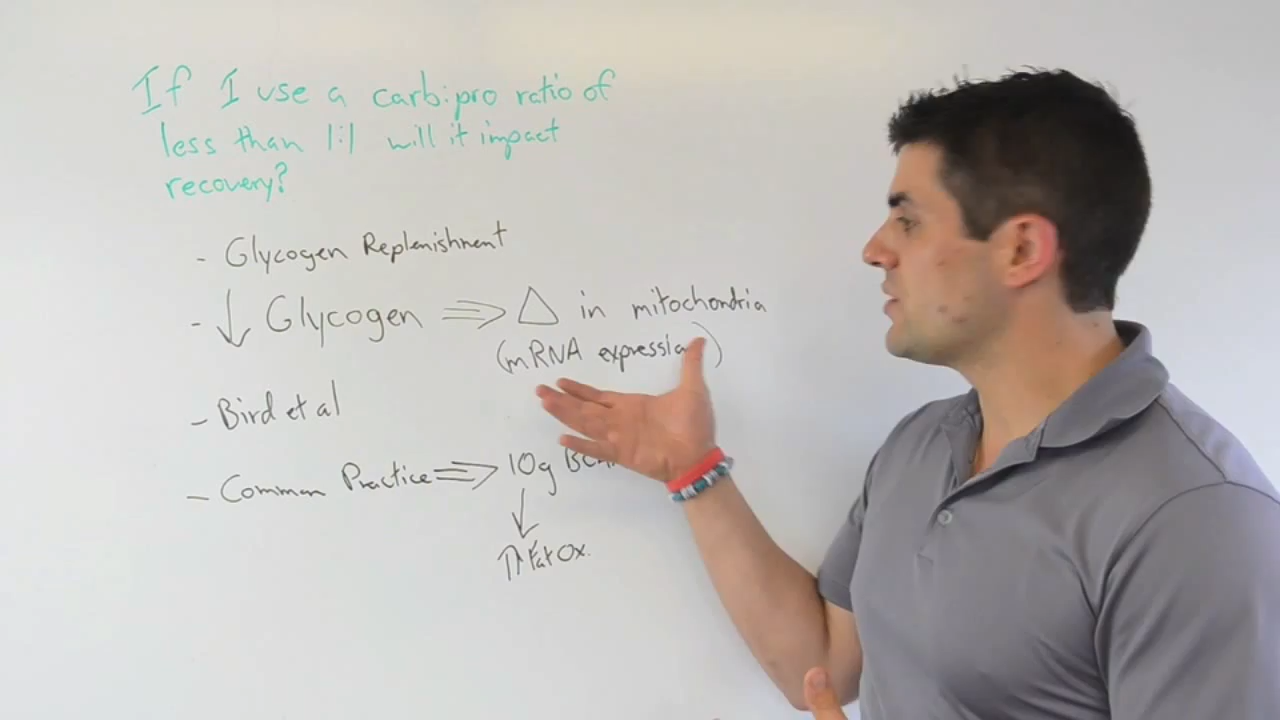 If I use a carb:pro ratio of
less than 1:1 will it impact
recovery?
- Glycogen Replenishment
- ↓ Glycogen ⇒ △ in mitochondria
(mRNA expression)
- Bird et al
- Common Practice ⇒ 10g
↓
↑↑ Fat Ox.